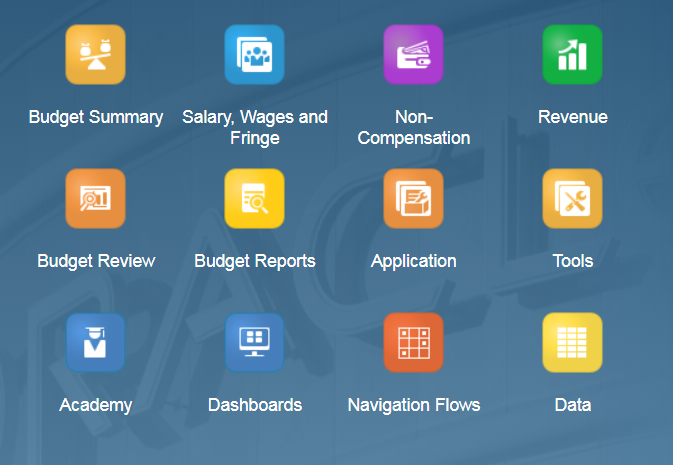 Budget Summary
Salary, Wages and
Fringe
Non-
Compensation
Revenue
Budget Review
Budget Reports
Application
Tools
Academy
Dashboards
Navigation Flows
Data
ORACL